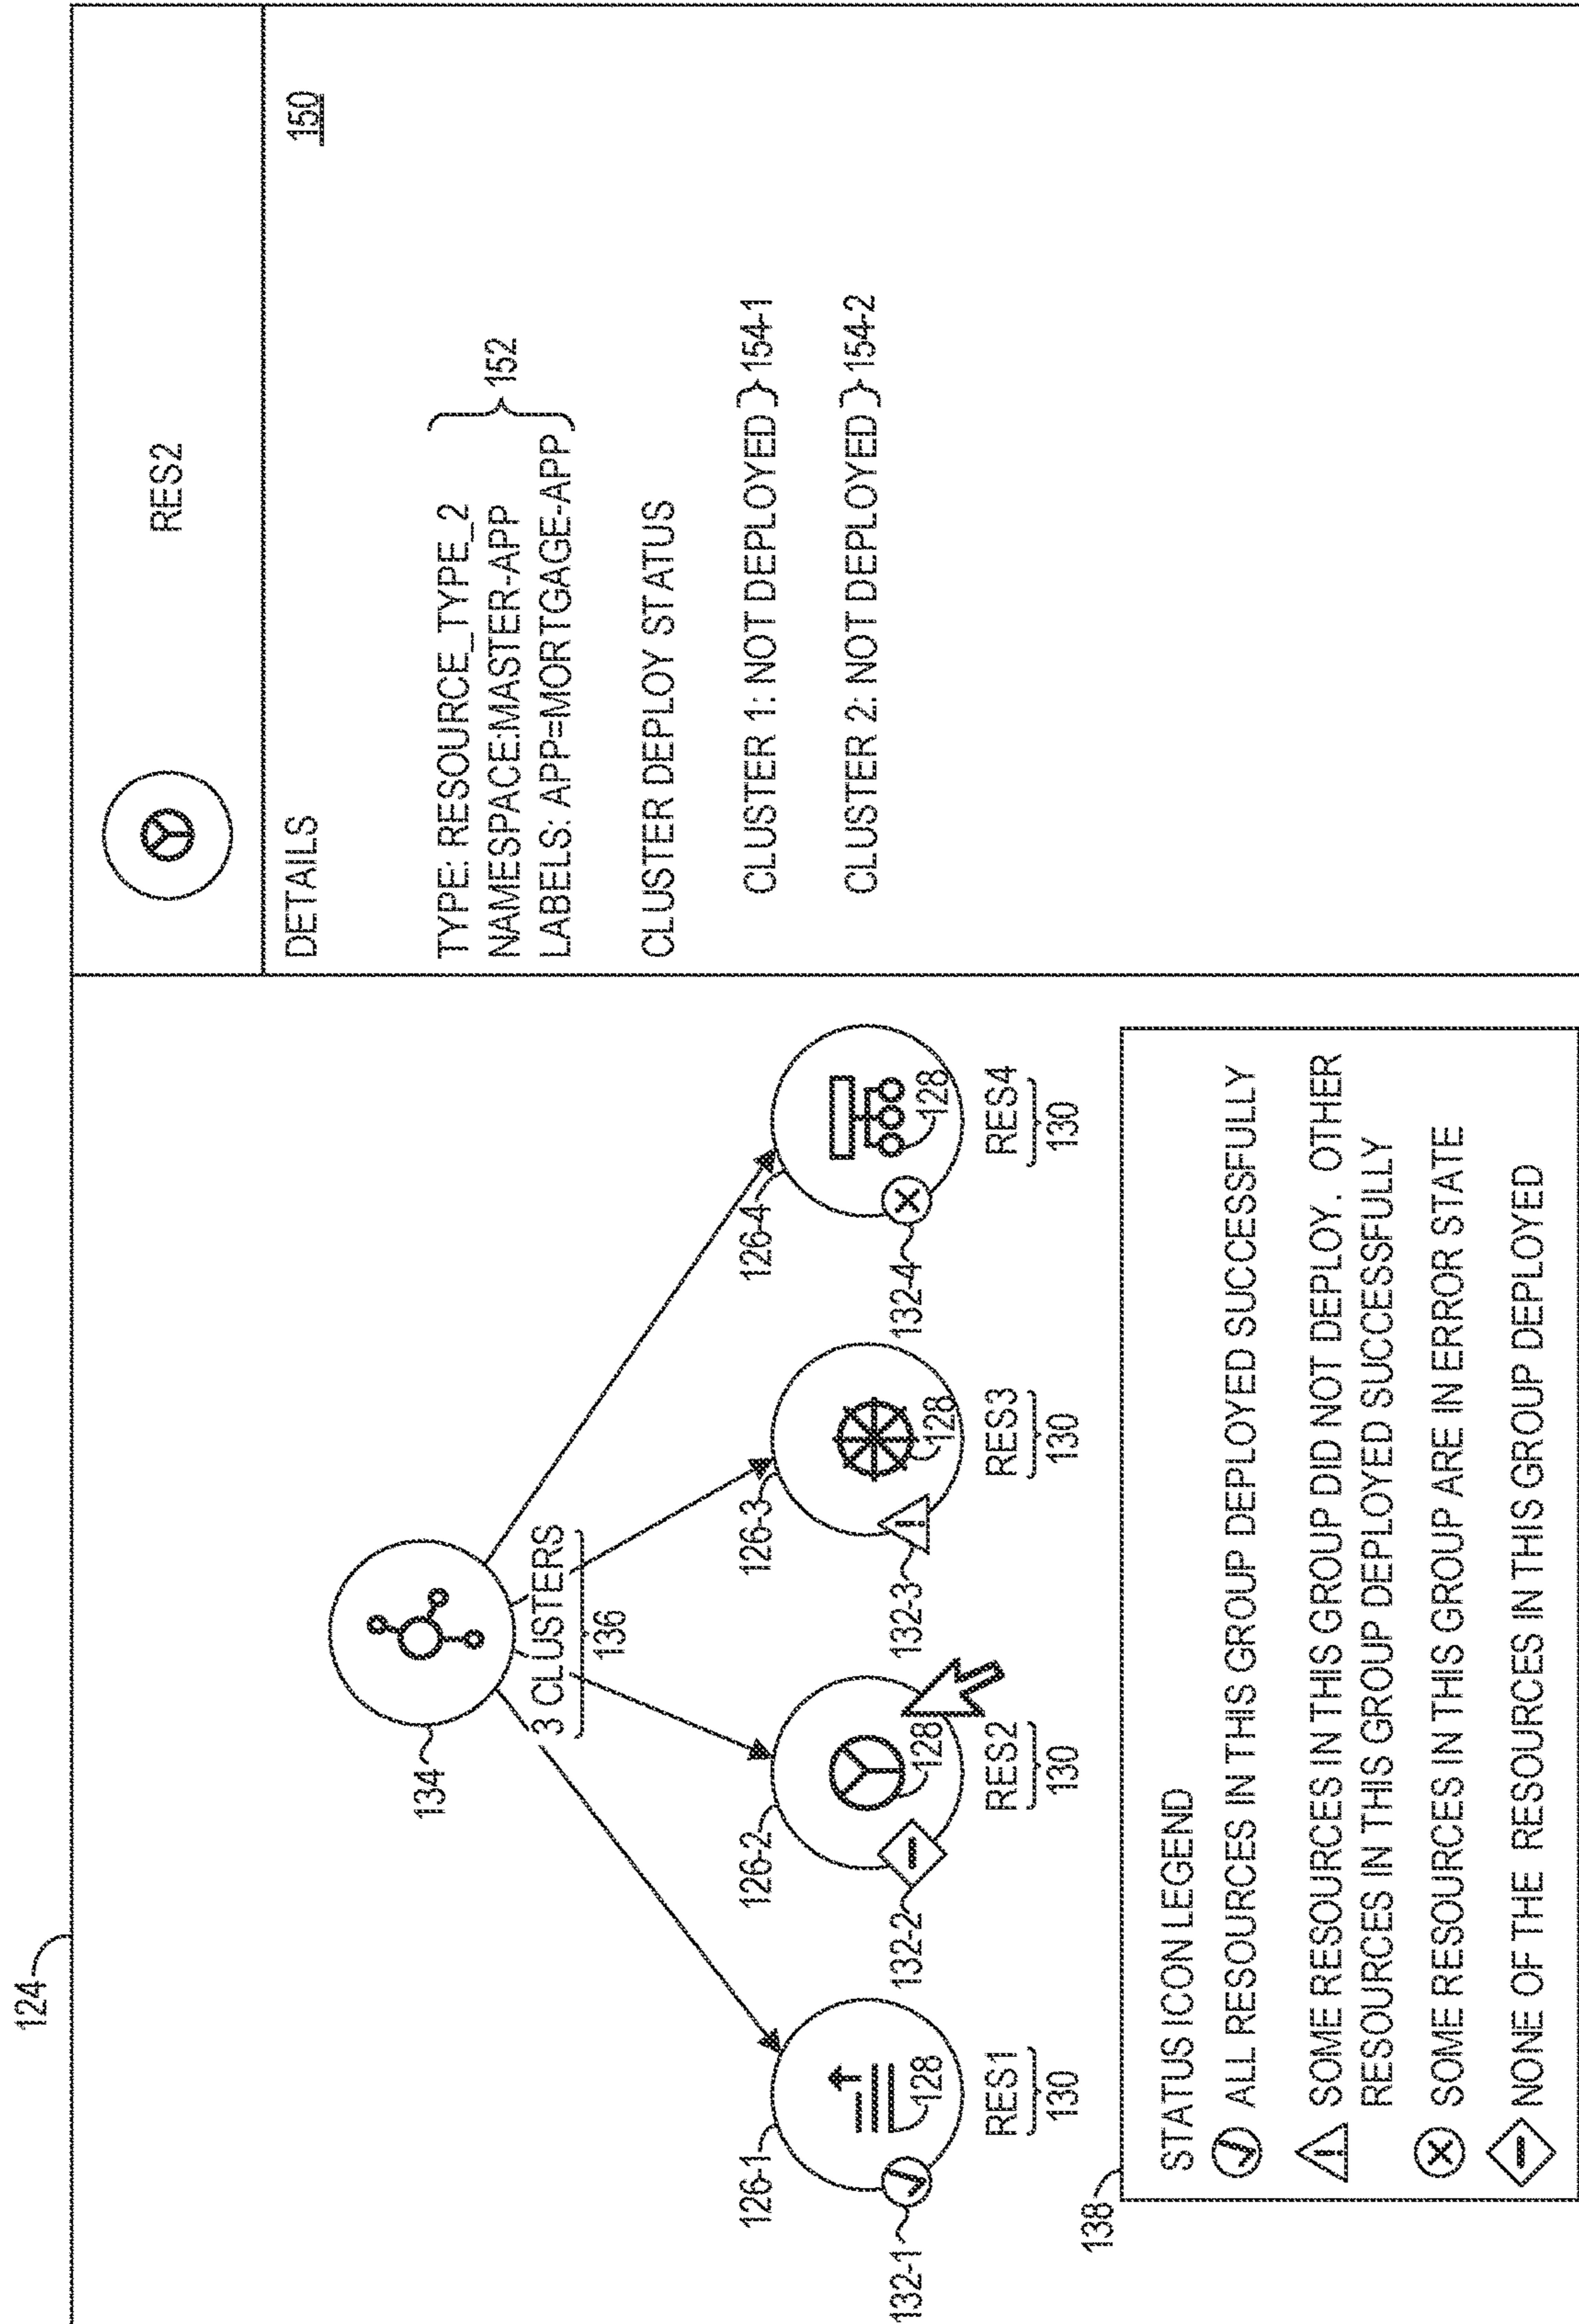 124
RES2
150
DETAILS
TYPE: RESOURCE_TYPE_2
NAMESPACE:MASTER-APP
LABELS: APP=MORTGAGE-APP
152
CLUSTER DEPLOY STATUS
CLUSTER 1: NOT DEPLOYED
154-1
CLUSTER 2: NOT DEPLOYED
154-2
134
3 CLUSTERS
136
126-1
126-2
126-3
126-4
128
128
128
128
132-1
132-2
132-3
132-4
RES1
RES2
RES3
RES4
130
130
130
130
138
STATUS ICON LEGEND
ALL RESOURCES IN THIS GROUP DEPLOYED SUCCESSFULLY
SOME RESOURCES IN THIS GROUP DID NOT DEPLOY. OTHER
RESOURCES IN THIS GROUP DEPLOYED SUCCESSFULLY
SOME RESOURCES IN THIS GROUP ARE IN ERROR STATE
NONE OF THE RESOURCES IN THIS GROUP DEPLOYED